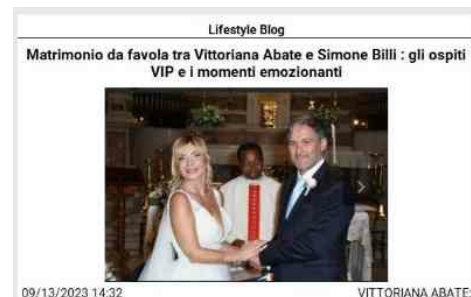 Lifestyle Blog
Matrimonio da favola tra Vittoriana Abate e Simone Billi : gli ospiti
VIP e i momenti emozionanti
09/13/2023 14:32
VITTORIANA ABATE: